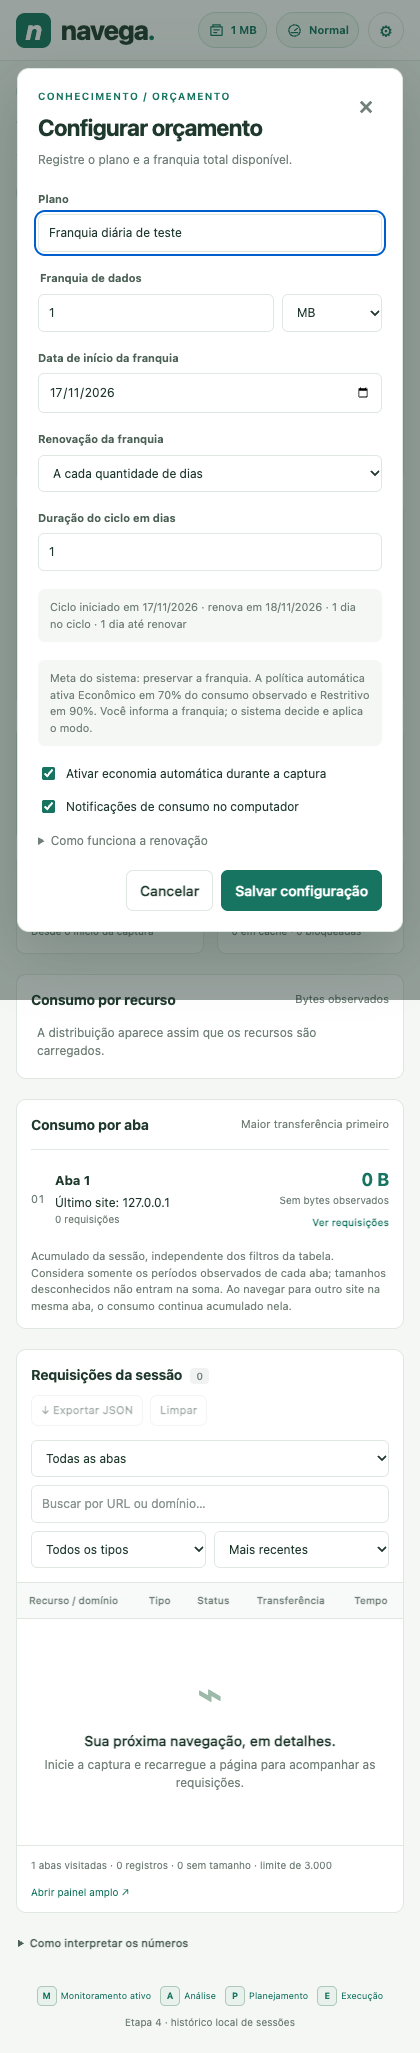 n navega.
1 MB
Normal
CONHECIMENTO / ORÇAMENTO
Configurar orçamento
Registre o plano e a franquia total disponível.
Plano
Franquia diária de teste
Franquia de dados
1
MB
Data de início da franquia
17/11/2026
Renovação da franquia
A cada quantidade de dias
Duração do ciclo em dias
1
Ciclo iniciado em 17/11/2026 · renova em 18/11/2026 · 1 dia
no ciclo · 1 dia até renovar
Meta do sistema: preservar a franquia. A política automática
ativa Econômico em 70% do consumo observado e Restritivo
em 90%. Você informa a franquia; o sistema decide e aplica
o modo.
Ativar economia automática durante a captura
Notificações de consumo no computador
Como funciona a renovação
Cancelar
Salvar configuração
Desde o início da captura
0 em cache · 0 bloqueadas
Consumo por recurso
Bytes observados
A distribuição aparece assim que os recursos são
carregados.
Consumo por aba
Maior transferência primeiro
01
Aba 1
Último site: 127.0.0.1
0 requisições
0 B
Sem bytes observados
Ver requisições
Acumulado da sessão, independente dos filtros da tabela.
Considera somente os períodos observados de cada aba; tamanhos
desconhecidos não entram na soma. Ao navegar para outro site na
mesma aba, o consumo continua acumulado nela.
Requisições da sessão 0
↓ Exportar JSON
Limpar
Todas as abas
Buscar por URL ou domínio...
Todos os tipos
Mais recentes
Recurso / domínio Tipo Status Transferência Tempo
Sua próxima navegação, em detalhes.
Inicie a captura e recarregue a página para acompanhar as
requisições.
1 abas visitadas · 0 registros · 0 sem tamanho · limite de 3.000
Abrir painel amplo ↗
Como interpretar os números
M Monitoramento ativo A Análise P Planejamento E Execução
Etapa 4 · histórico local de sessões